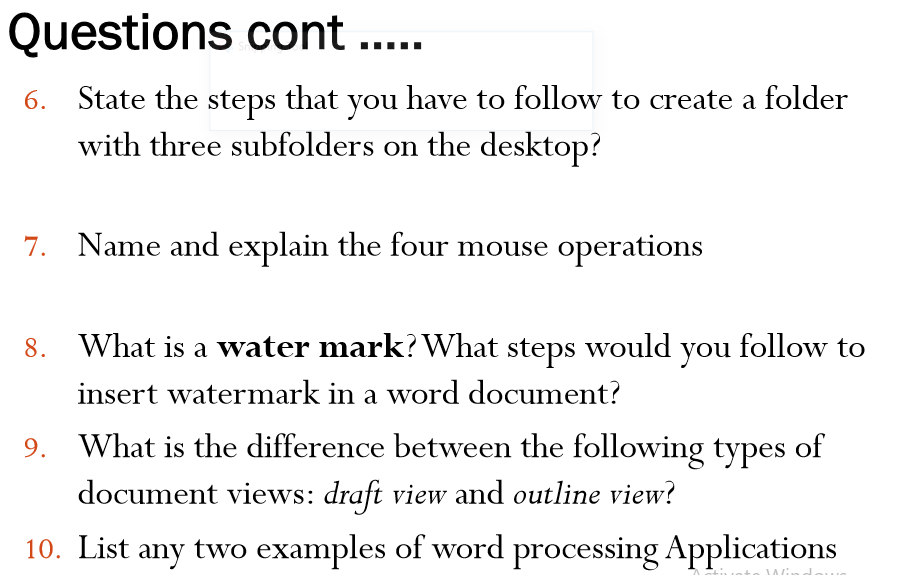 Questions cont .....
6. State the steps that you have to follow to create a folder
with three subfolders on the desktop?
7. Name and explain the four mouse operations
8. What is a water mark? What steps would you follow to
insert watermark in a word document?
9. What is the difference between the following types of
document views: draft view and outline view?
10. List any two examples of word processing Applications
Activate Windows